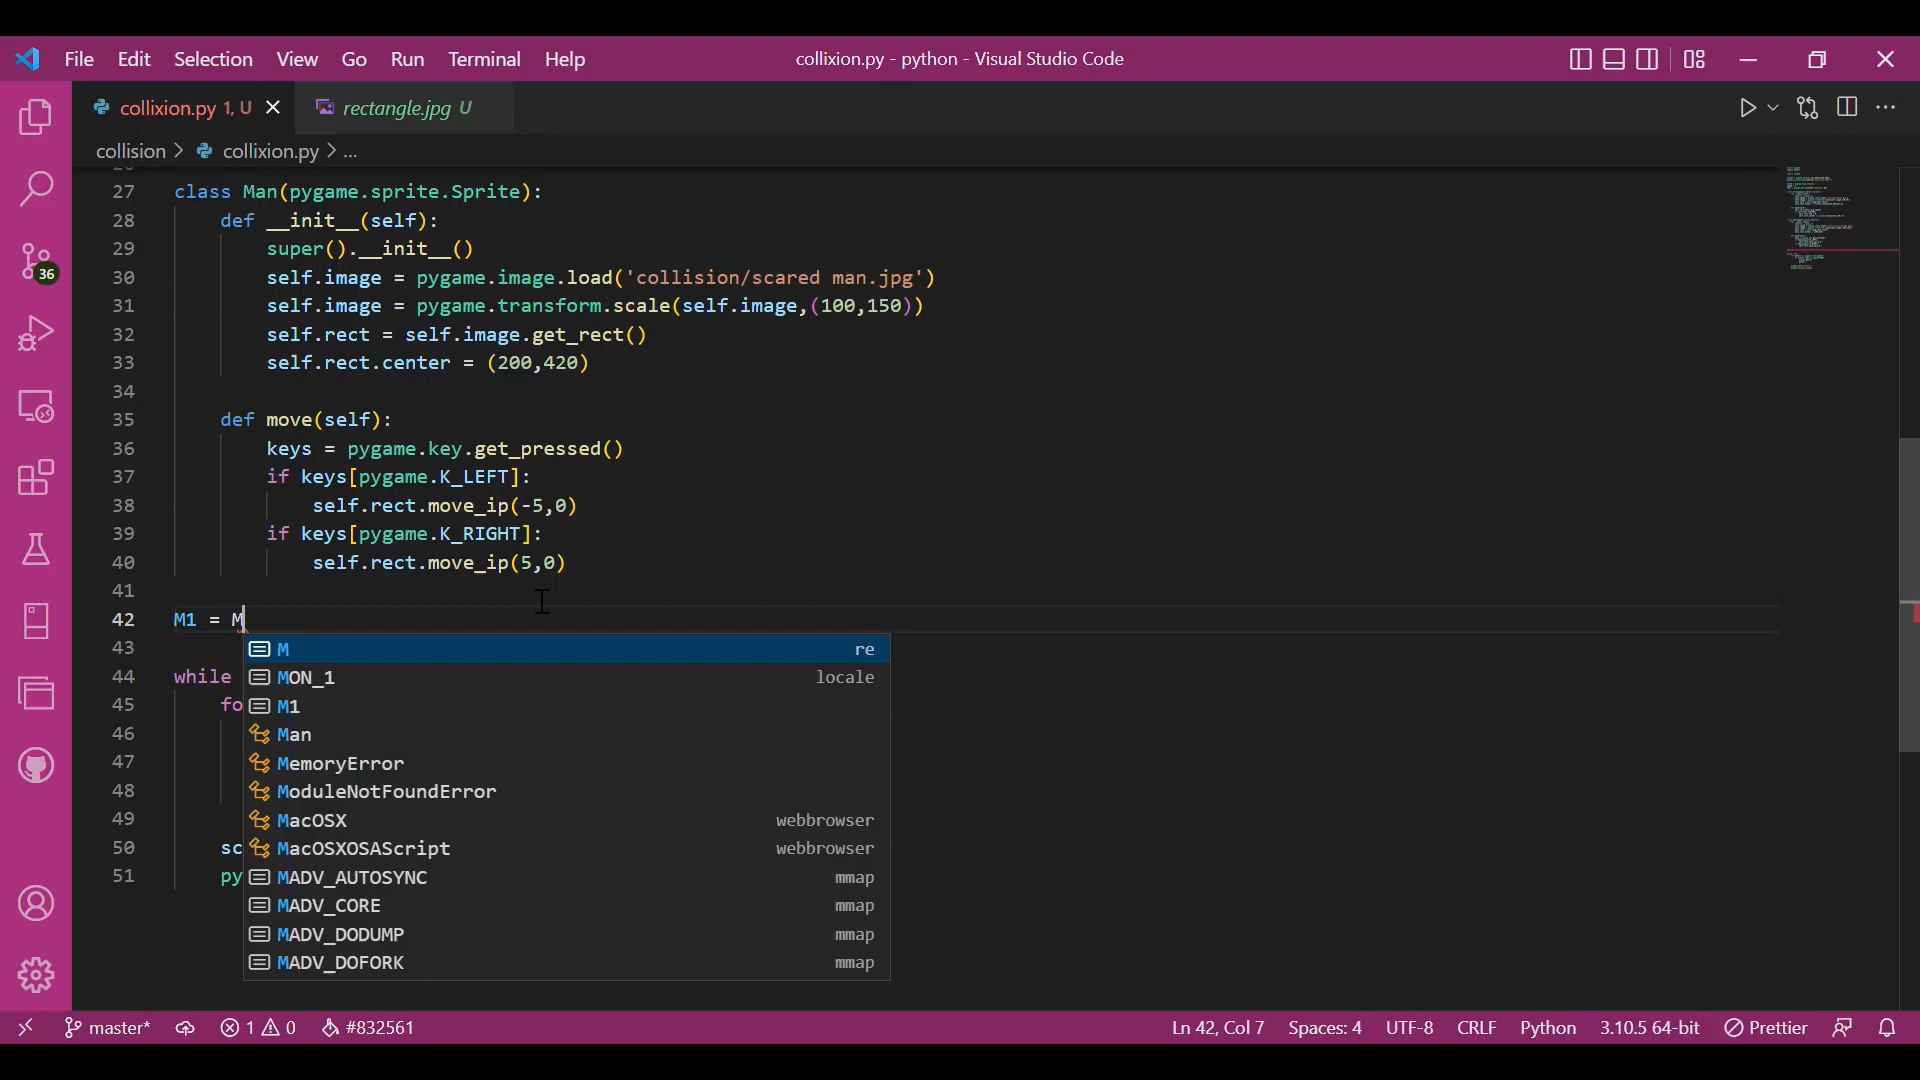 File Edit Selection View Go Run Terminal Help collixion.py - python - Visual Studio Code
collixion.py 1, U rectangle.jpg U
collision > collixion.py > ...
27 class Man(pygame.sprite.Sprite):
28 def __init__(self):
29 super().__init__()
30 self.image = pygame.image.load('collision/scared man.jpg')
31 self.image = pygame.transform.scale(self.image,(100,150))
32 self.rect = self.image.get_rect()
33 self.rect.center = (200,420)
34
35 def move(self):
36 keys = pygame.key.get_pressed()
37 if keys[pygame.K_LEFT]:
38 self.rect.move_ip(-5,0)
39 if keys[pygame.K_RIGHT]:
40 self.rect.move_ip(5,0)
41
42 M1 = M
43 M re
44 while MON_1 locale
45 fo M1
46 Man
47 MemoryError
48 ModuleNotFoundError
49 MacOSX webbrowser
50 sc MacOSXOSAScript webbrowser
51 py MADV_AUTOSYNC mmap
MADV_CORE mmap
MADV_DODUMP mmap
MADV_DOFORK mmap
36
master* 1 0 #832561 Ln 42, Col 7 Spaces: 4 UTF-8 CRLF Python 3.10.5 64-bit Prettier